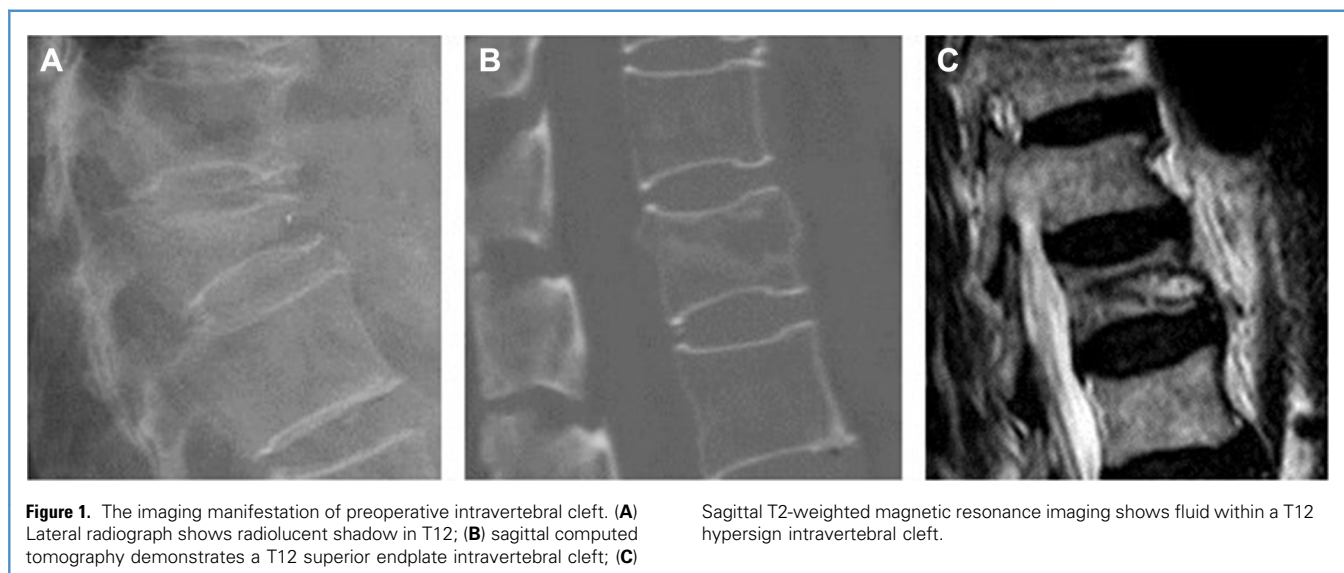 A
B
C
Figure 1. The imaging manifestation of preoperative intravertebral cleft. (A)
Lateral radiograph shows radiolucent shadow in T12; (B) sagittal computed
tomography demonstrates a T12 superior endplate intravertebral cleft; (C)
Sagittal T2-weighted magnetic resonance imaging shows fluid within a T12
hypersign intravertebral cleft.